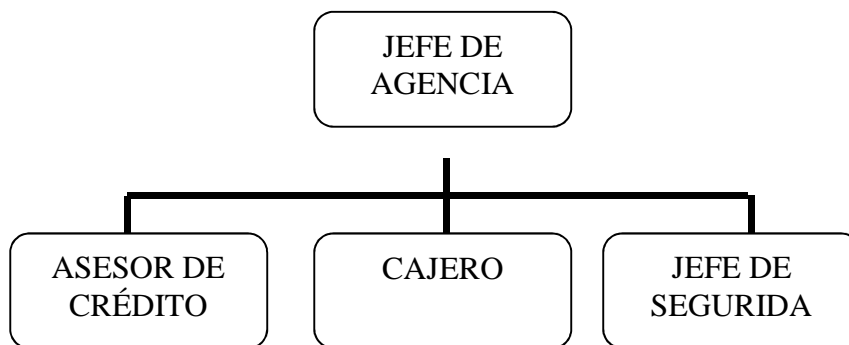 JEFE DE
AGENCIA
ASESOR DE
CRÉDITO
CAJERO
JEFE DE
SEGURIDA